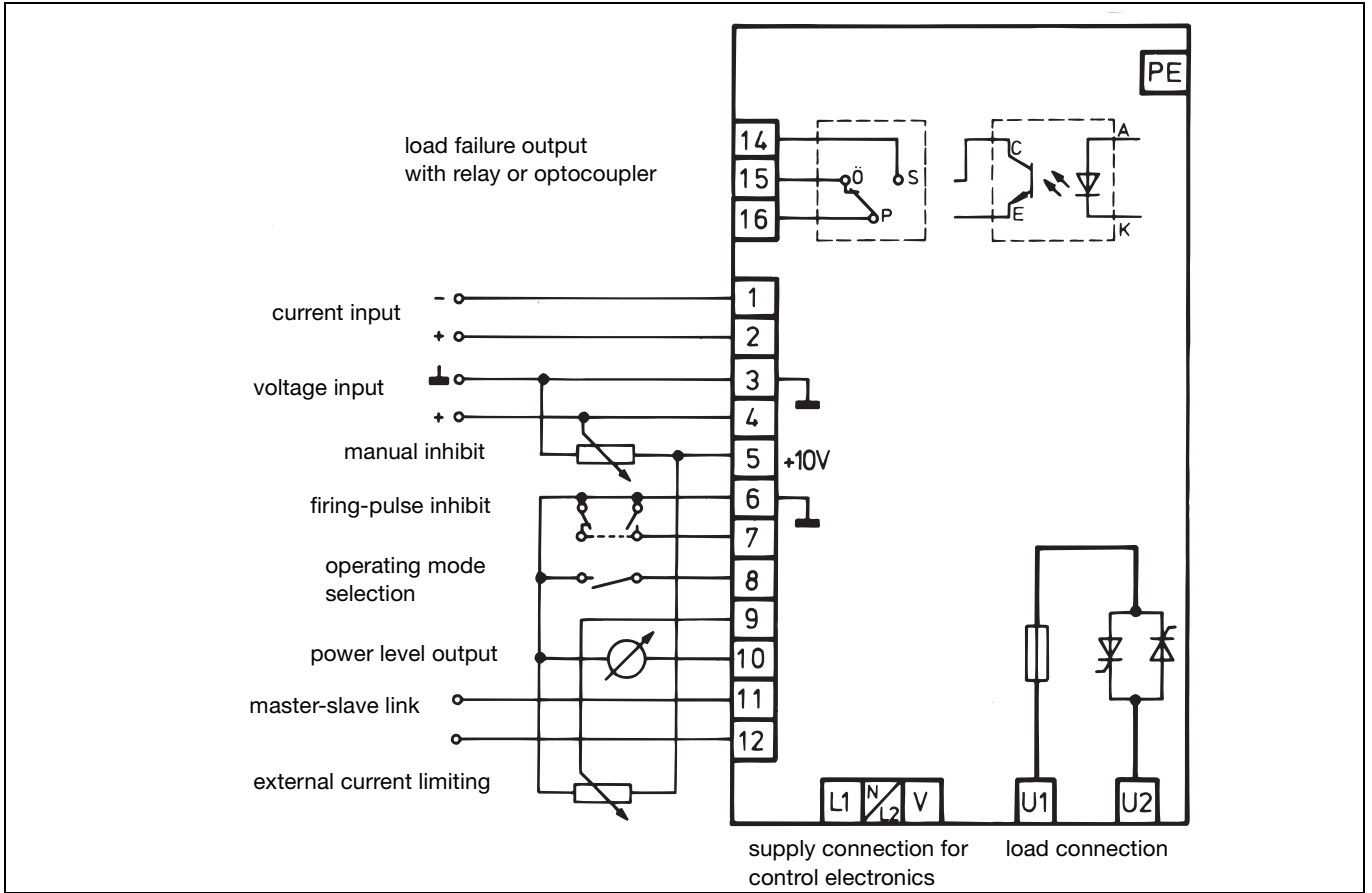 PE
load failure output
with relay or optocoupler
14
15
16
Ö
S
P
C
E
A
K
current input
-
+
1
2
voltage input
+
3
4
manual inhibit
5
+10V
firing-pulse inhibit
6
7
operating mode
selection
8
9
power level output
10
master-slave link
11
12
external current limiting
L1
N
L2
V
U1
U2
supply connection for
control electronics
load connection